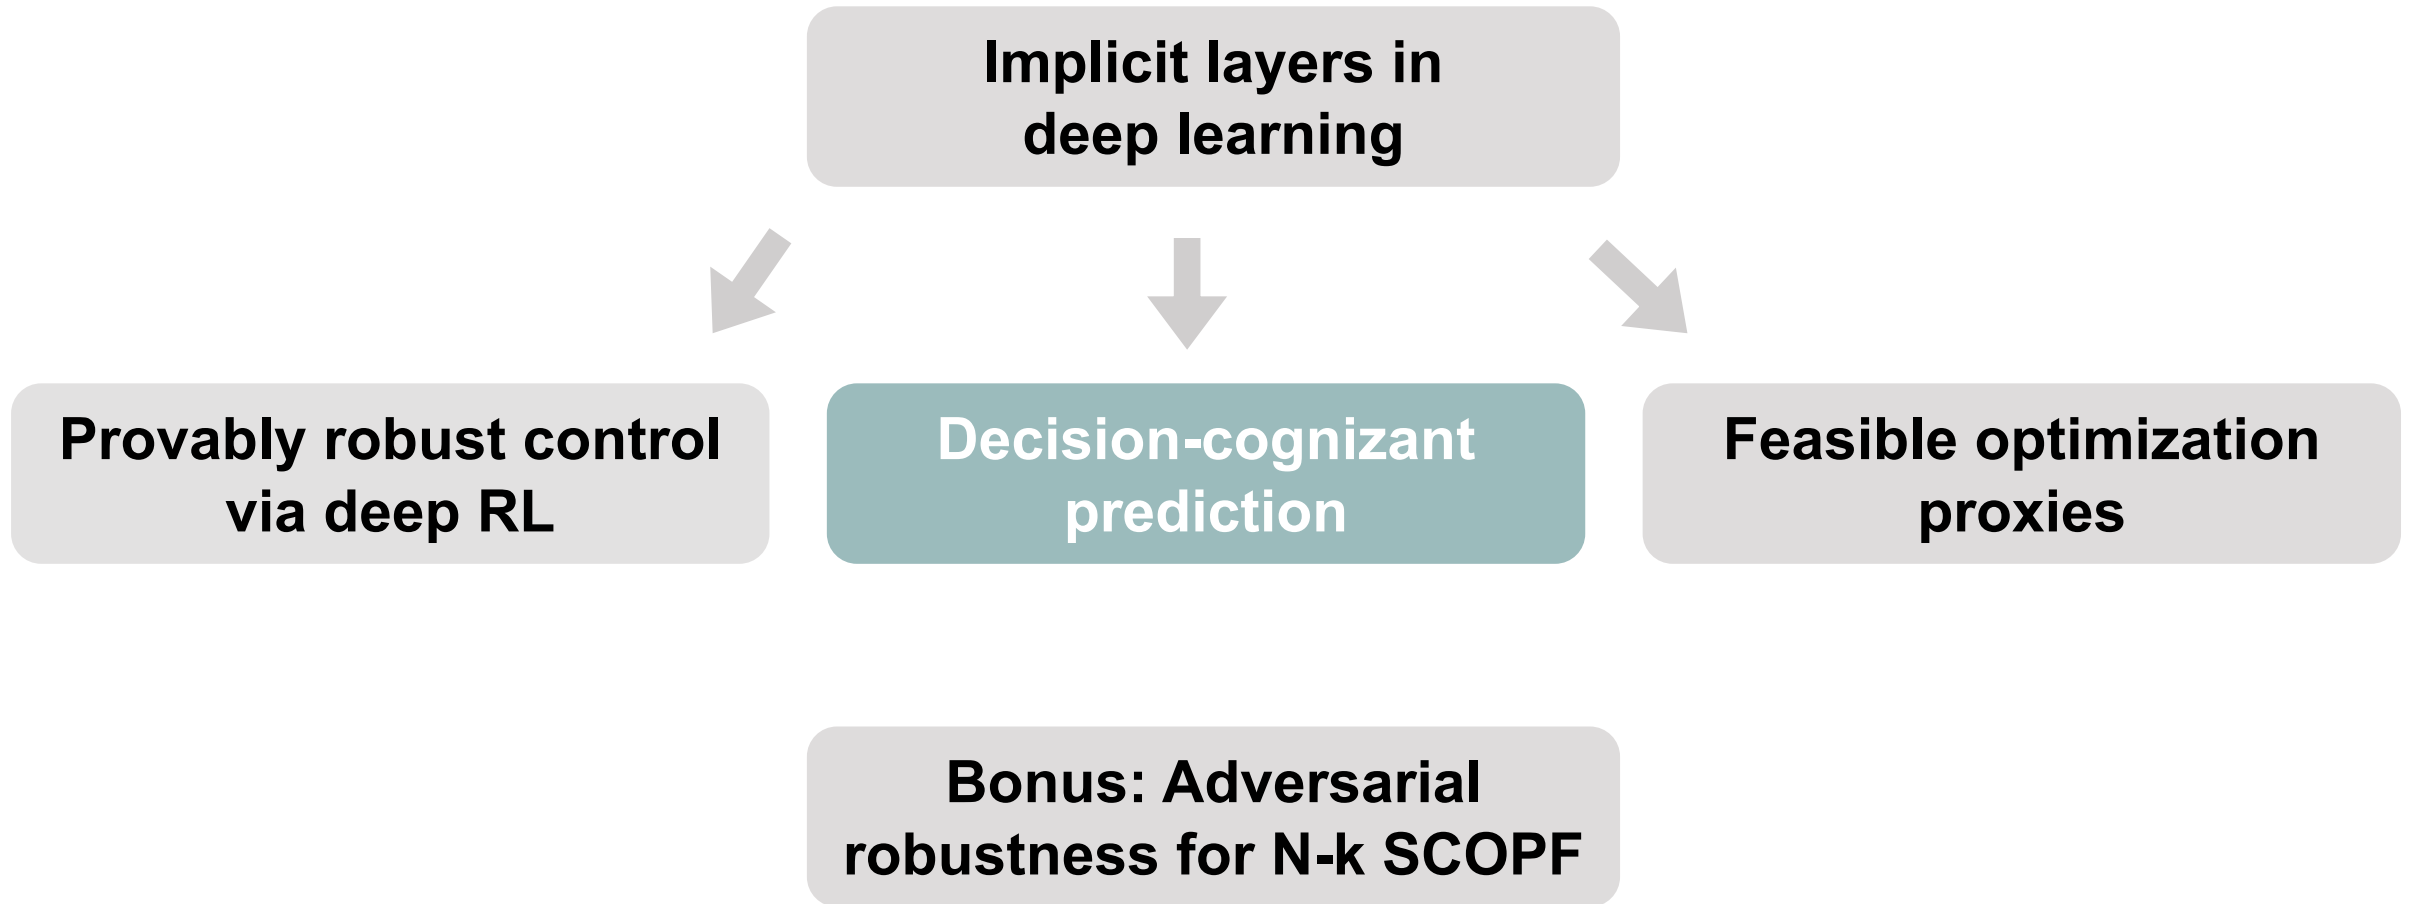 Implicit layers in
deep learning
Provably robust control
via deep RL
Decision-cognizant
prediction
Feasible optimization
proxies
Bonus: Adversarial
robustness for N-k SCOPF